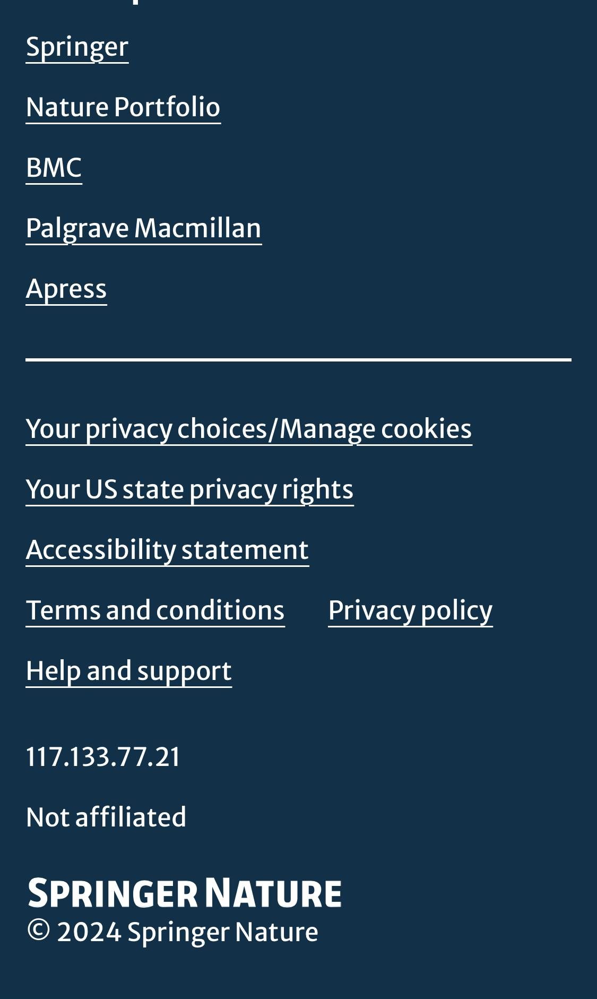 Springer
Nature Portfolio
BMC
Palgrave Macmillan
Apress
Your privacy choices/Manage cookies
Your US state privacy rights
Accessibility statement
Terms and conditions Privacy policy
Help and support
117.133.77.21
Not affiliated
SPRINGER NATURE
© 2024 Springer Nature